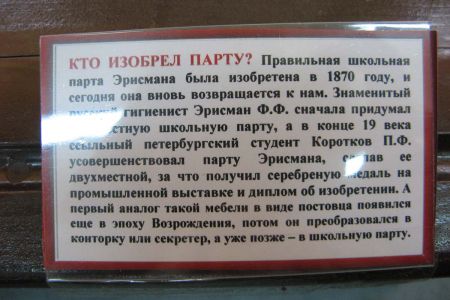 КТО ИЗОБРЕЛ ПАРТУ? Правильная школьная
парта Эрисмана была изобретена в 1870 году, и
сегодня она вновь возвращается к нам. Знаменитый
гигиенист Эрисман Ф.Ф. сначала придумал
школьную парту, а в конце 19 века
ссыльный петербургский студент Коротков П.Ф.
усовершенствовал парту Эрисмана, ее
двухместной, за что получил серебреную медаль на
промышленной выставке и диплом об изобретении. А
первый аналог такой мебели в виде постовца появился
еще в эпоху Возрождения, потом он преобразовался в
конторку или секретер, а уже позже – в школьную парту.